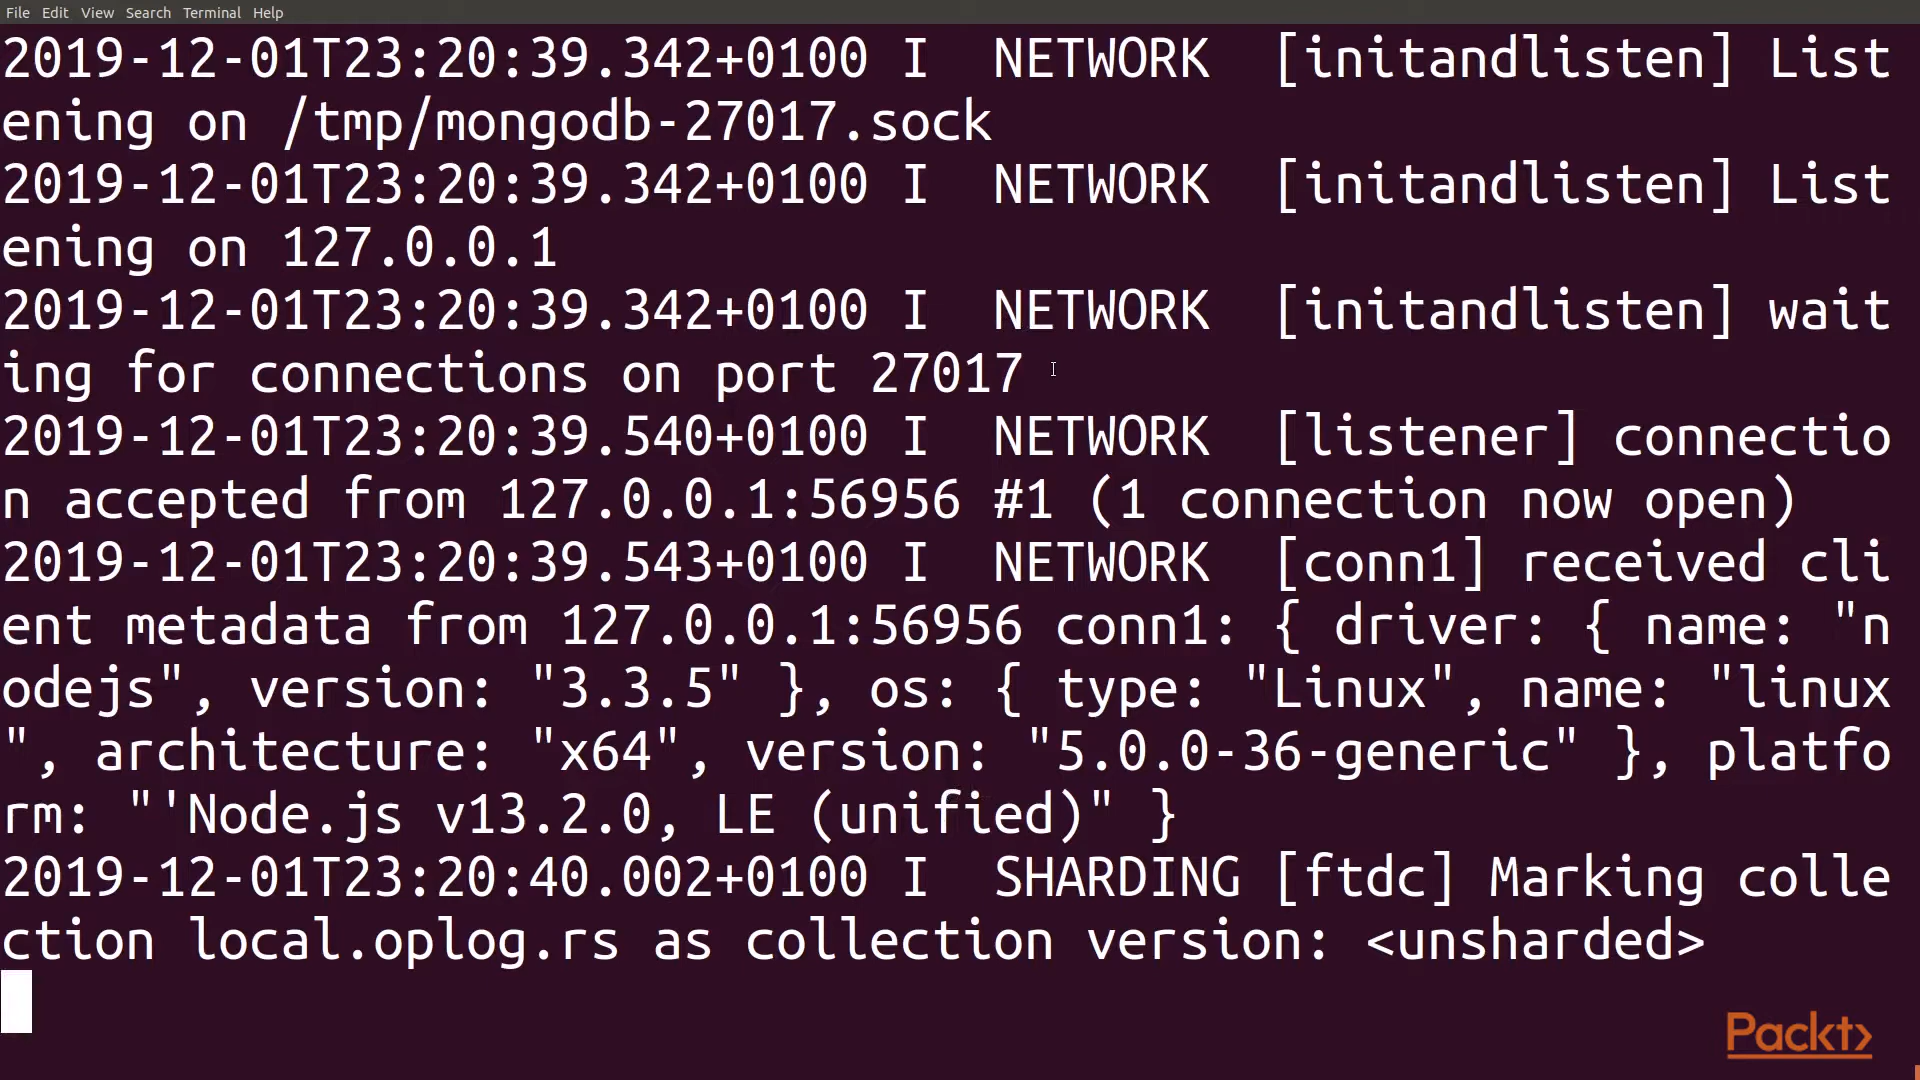 File Edit View Search Terminal Help
2019-12-01T23:20:39.342+0100 I  NETWORK  [initandlisten] List
ening on /tmp/mongodb-27017.sock
2019-12-01T23:20:39.342+0100 I  NETWORK  [initandlisten] List
ening on 127.0.0.1
2019-12-01T23:20:39.342+0100 I  NETWORK  [initandlisten] wait
ing for connections on port 27017
2019-12-01T23:20:39.540+0100 I  NETWORK  [listener] connectio
n accepted from 127.0.0.1:56956 #1 (1 connection now open)
2019-12-01T23:20:39.543+0100 I  NETWORK  [conn1] received cli
ent metadata from 127.0.0.1:56956 conn1: { driver: { name: "n
odejs", version: "3.3.5" }, os: { type: "Linux", name: "linux
", architecture: "x64", version: "5.0.0-36-generic" }, platfo
rm: "'Node.js v13.2.0, LE (unified)" }
2019-12-01T23:20:40.002+0100 I  SHARDING [ftdc] Marking colle
ction local.oplog.rs as collection version: <unsharded>
Packt>